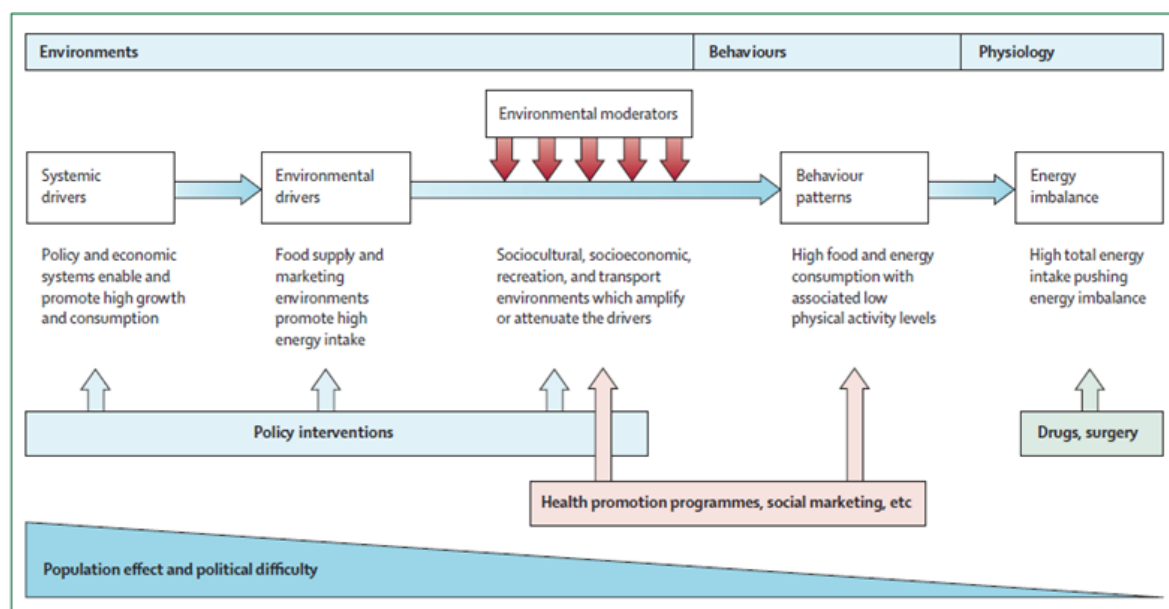 Environments
Behaviours
Physiology
Environmental moderators
Systemic
drivers
Environmental
drivers
Behaviour
patterns
Energy
imbalance
Policy and economic
systems enable and
promote high growth
and consumption
Food supply and
marketing
environments
promote high
energy intake
Sociocultural, socioeconomic,
recreation, and transport
environments which amplify
or attenuate the drivers
High food and energy
consumption with
associated low
physical activity levels
High total energy
intake pushing
energy imbalance
Policy interventions
Drugs, surgery
Health promotion programmes, social marketing, etc
Population effect and political difficulty